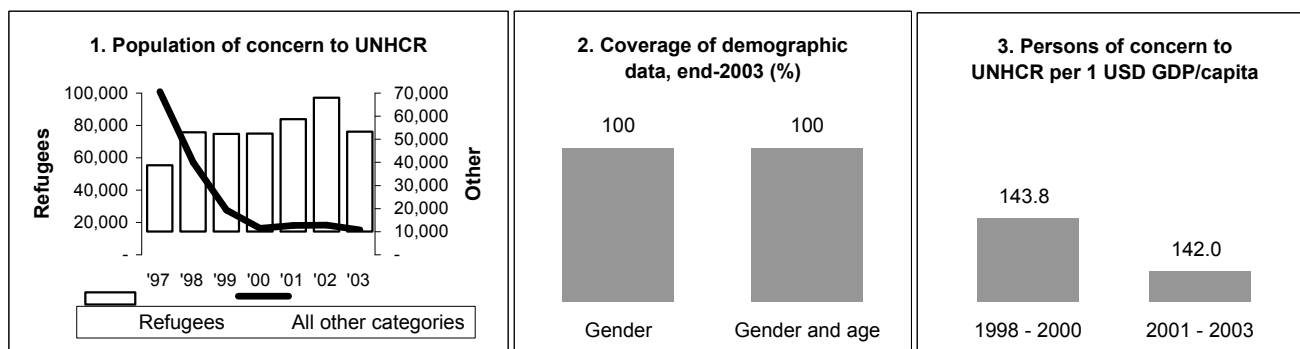 1. Population of concern to UNHCR
100,000
80,000
60,000
40,000
20,000
-
Refugees
70,000
60,000
50,000
40,000
30,000
20,000
10,000
-
Other
'97 '98 '99 '00 '01 '02 '03
Refugees All other categories
2. Coverage of demographic
data, end-2003 (%)
100 100
Gender Gender and age
3. Persons of concern to
UNHCR per 1 USD GDP/capita
143.8
142.0
1998 - 2000 2001 - 2003